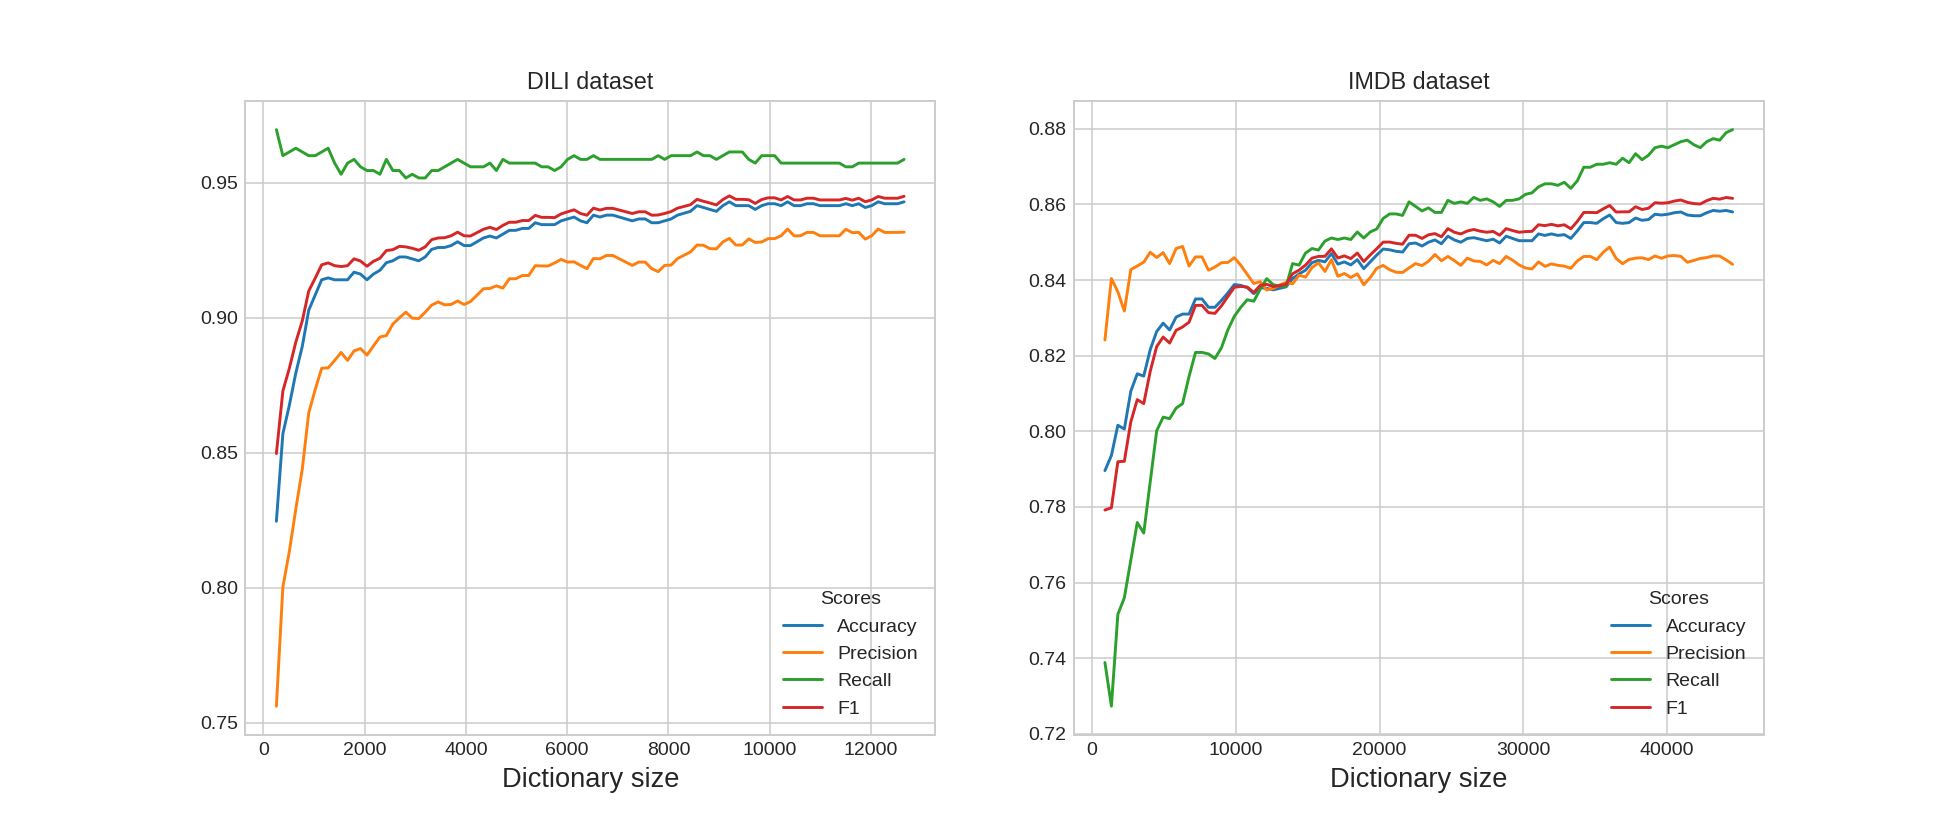 DILI dataset
0.95
0.90
0.85
0.80
0.75
0 2000 4000 6000 8000 10000 12000
Dictionary size
Scores
Accuracy
Precision
Recall
F1
IMDB dataset
0.88
0.86
0.84
0.82
0.80
0.78
0.76
0.74
0.72
0 10000 20000 30000 40000
Dictionary size
Scores
Accuracy
Precision
Recall
F1